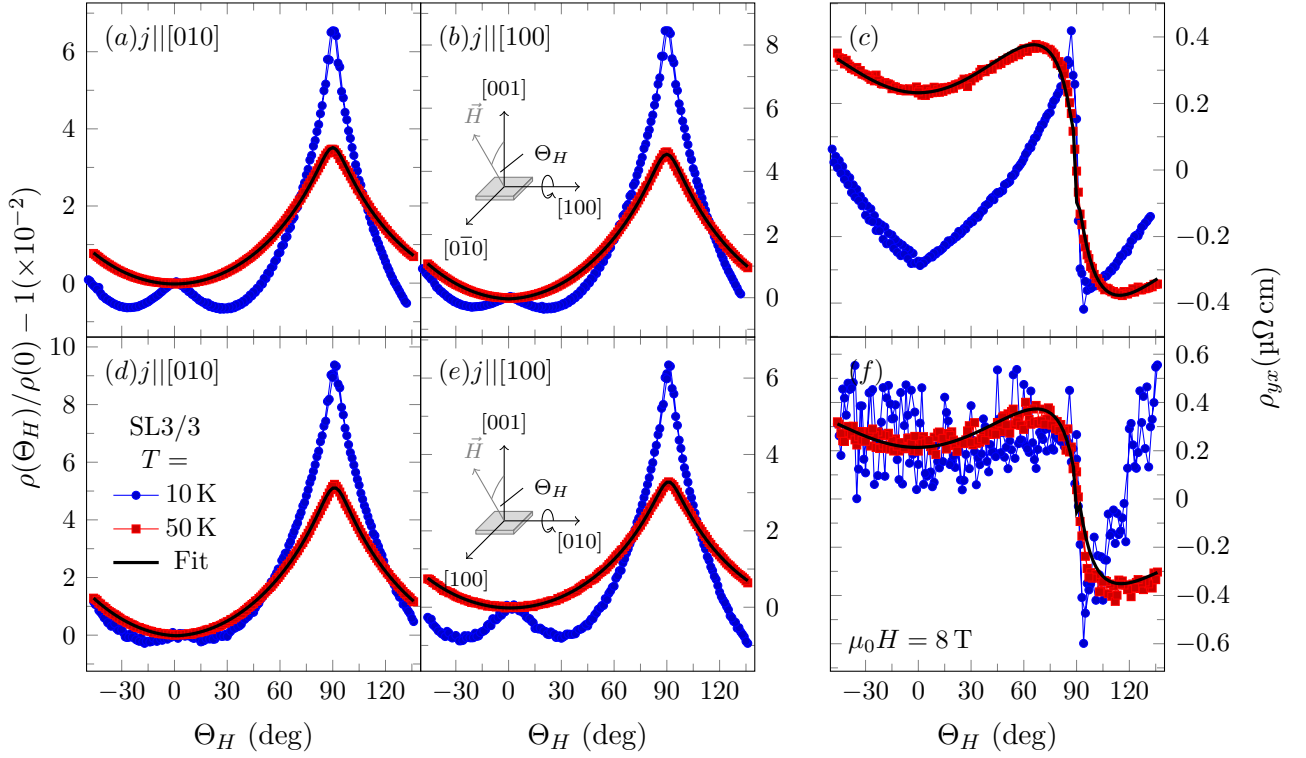 (a) j||[010]
6
4
2
0
(b) j||[100]
[001]
H⃗
Θ_H
[100]
[01̄0]
8
6
4
2
0
(c)
0.4
0.2
0
−0.2
−0.4
ρ(Θ_H)/ρ(0) − 1(×10⁻²)
ρ_yx(μΩ cm)
(d) j||[010]
10
8
6
4
2
0
SL3/3
T =
10 K
50 K
Fit
(e) j||[100]
[001]
H⃗
Θ_H
[010]
[100]
6
4
2
0
(f)
0.6
0.4
0.2
0
−0.2
−0.4
−0.6
μ₀H = 8 T
−30 0 30 60 90 120
−30 0 30 60 90 120
−30 0 30 60 90 120
Θ_H (deg)
Θ_H (deg)
Θ_H (deg)